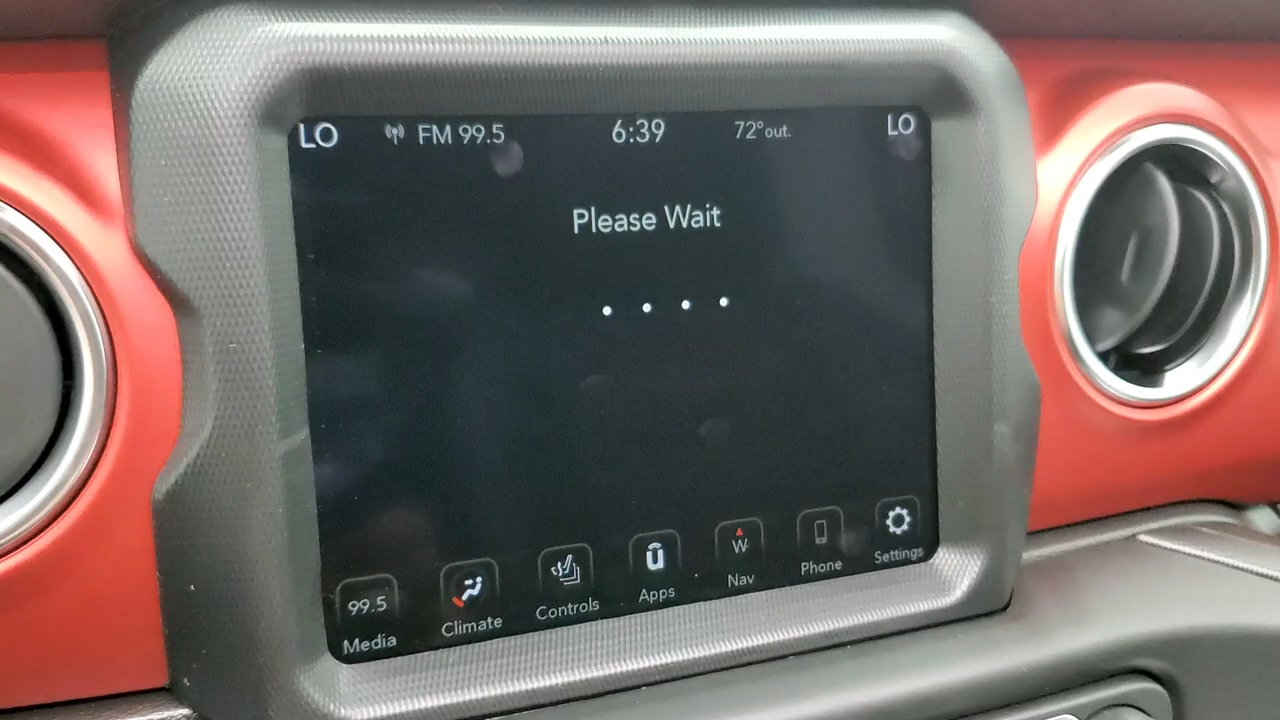 LO FM 99.5 6:39 72°out. LO
Please Wait
99.5 W
Media Climate Controls Apps Nav Phone Settings